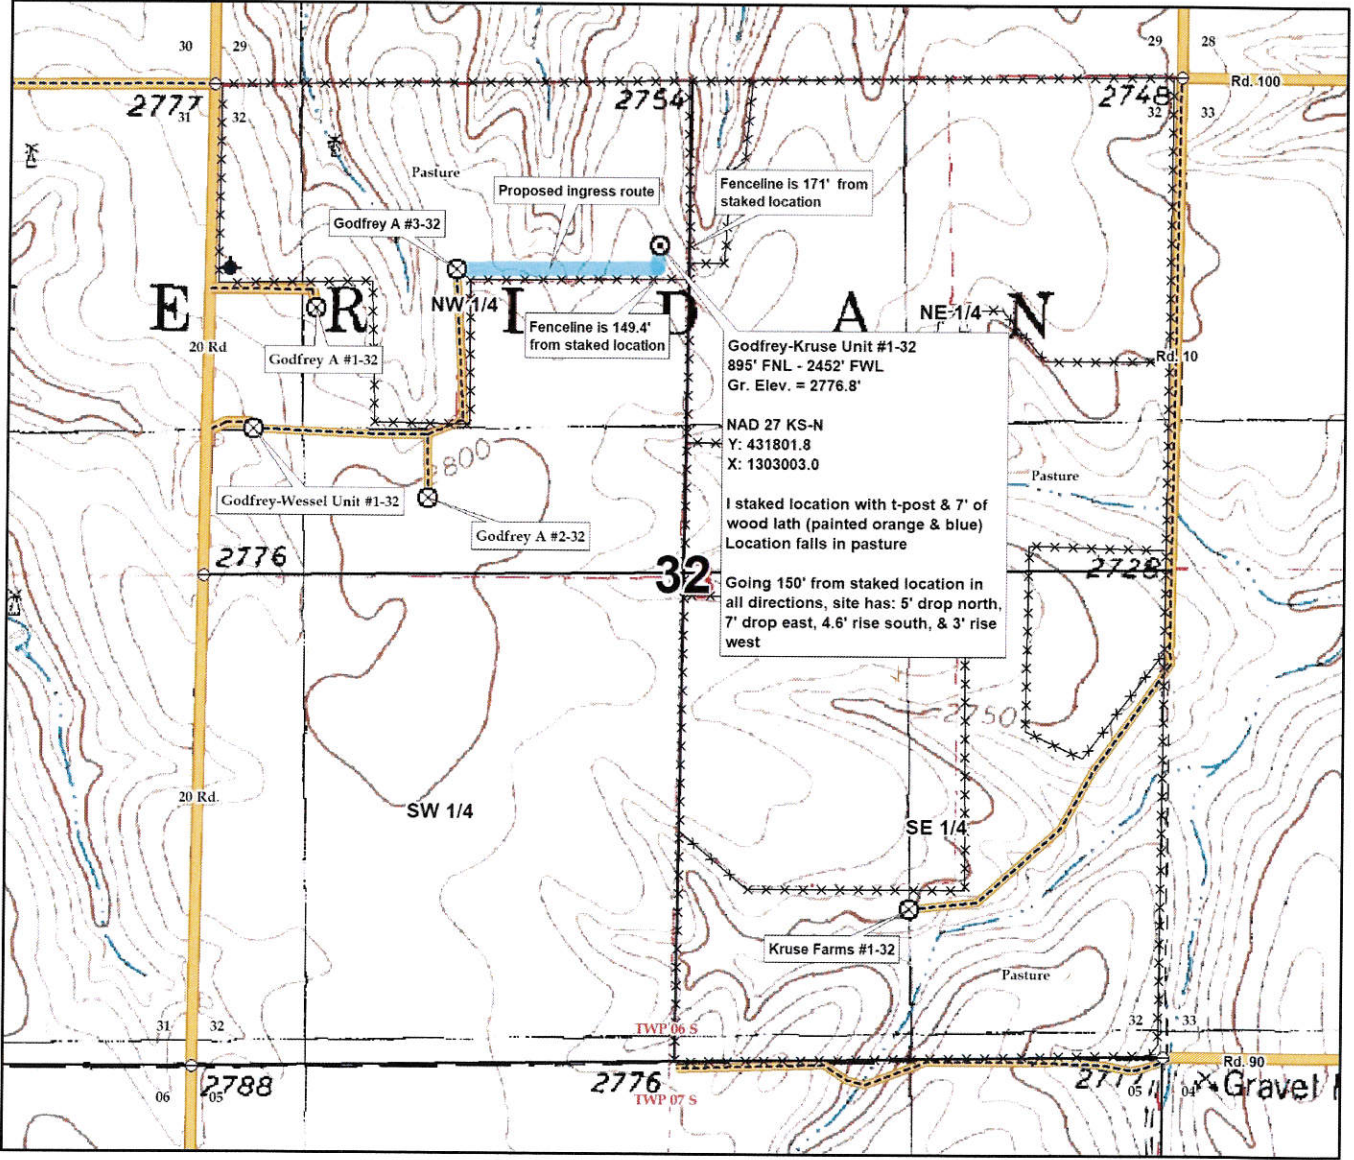 30
29
29
28
Rd. 100
2777
2754
2748
31
32
32
33
Pasture
Proposed ingress route
Fenceline is 171' from
staked location
Godfrey A #3-32
E R I D A N
NW 1/4
NE 1/4
Fenceline is 149.4'
from staked location
20 Rd
Godfrey A #1-32
Rd. 10
Godfrey-Kruse Unit #1-32
895' FNL - 2452' FWL
Gr. Elev. = 2776.8'
NAD 27 KS-N
Y: 431801.8
X: 1303003.0
I staked location with t-post & 7' of
wood lath (painted orange & blue)
Location falls in pasture
Going 150' from staked location in
all directions, site has: 5' drop north,
7' drop east, 4.6' rise south, & 3' rise
west
800
Pasture
Godfrey-Wessel Unit #1-32
Godfrey A #2-32
2776
32
2728
2750
20 Rd.
SW 1/4
SE 1/4
Kruse Farms #1-32
Pasture
31
32
TWP 06 S
32
33
Rd. 90
2788
2776
06
05
TWP 07 S
05
04
Gravel